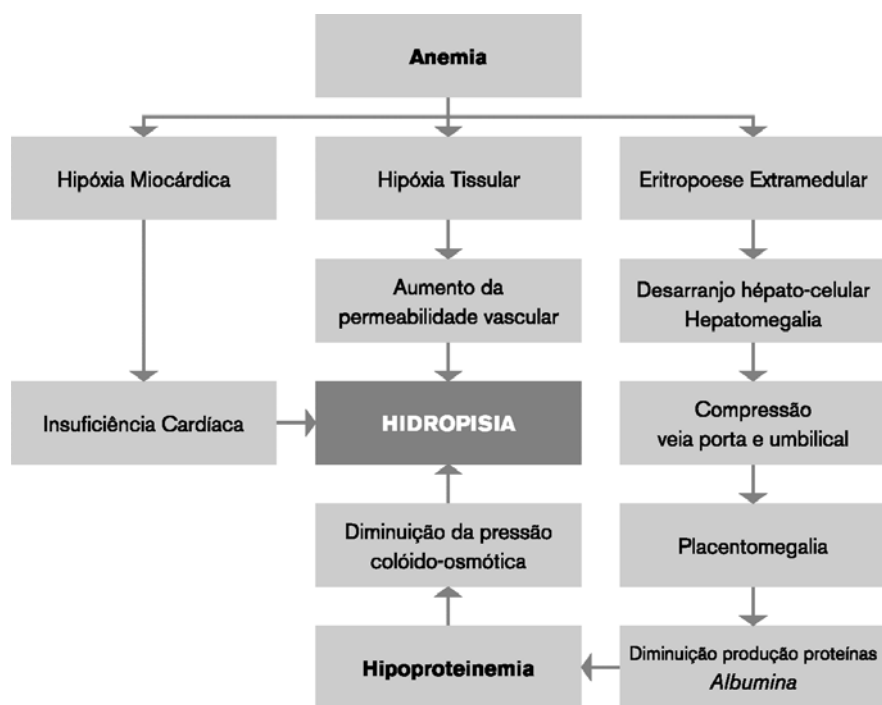 Anemia
Hipóxia Miocárdica
Hipóxia Tissular
Eritropoese Extramedular
Aumento da
permeabilidade vascular
Desarranjo hépato-celular
Hepatomegalia
Insuficiência Cardíaca
HIDROPISIA
Compressão
veia porta e umbilical
Diminuição da pressão
colóido-osmótica
Placentomegalia
Hipoproteinemia
Diminuição produção proteínas
Albumina